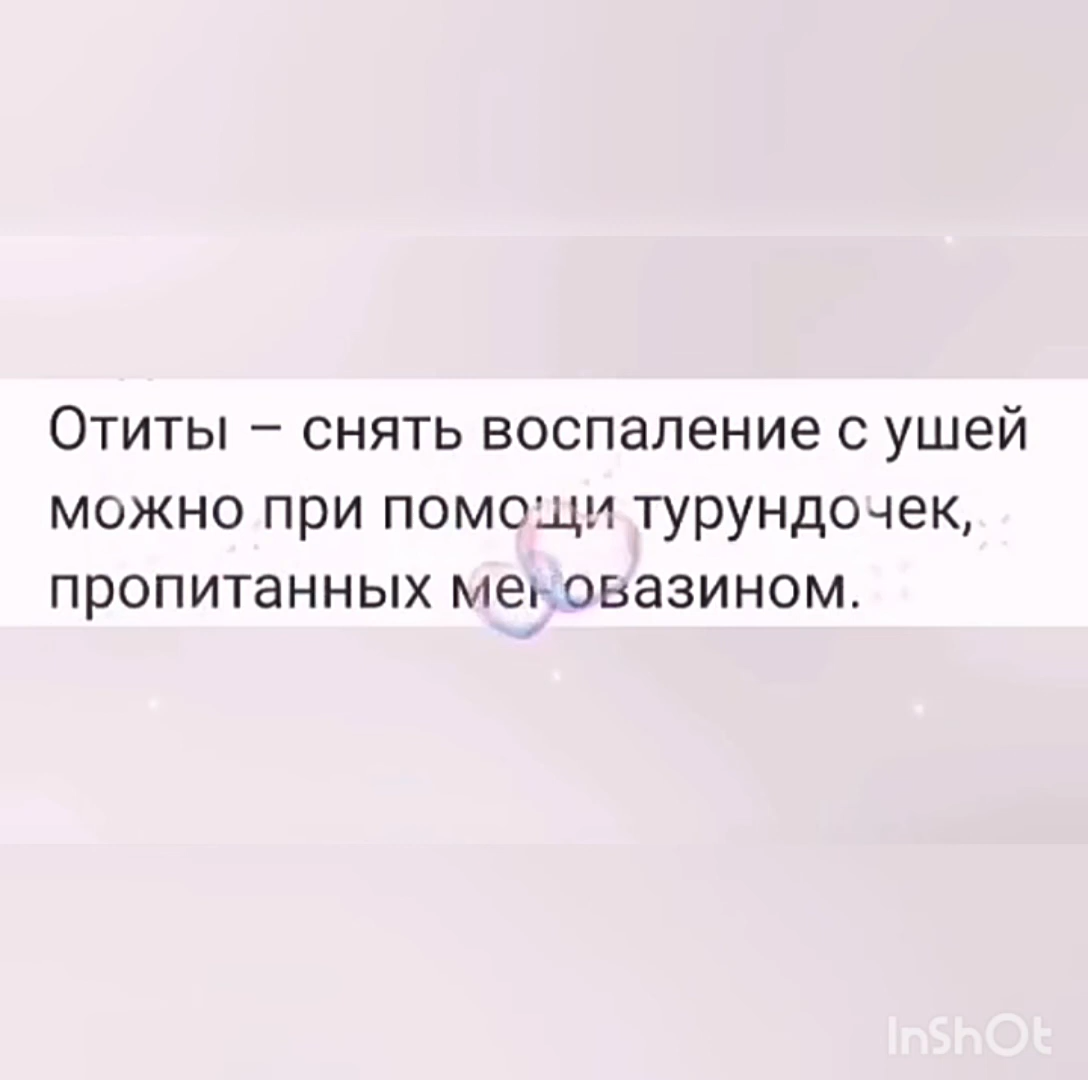 Отиты – снять воспаление с ушей
можно при помощи турундочек,
пропитанных меновазином.
InShOt